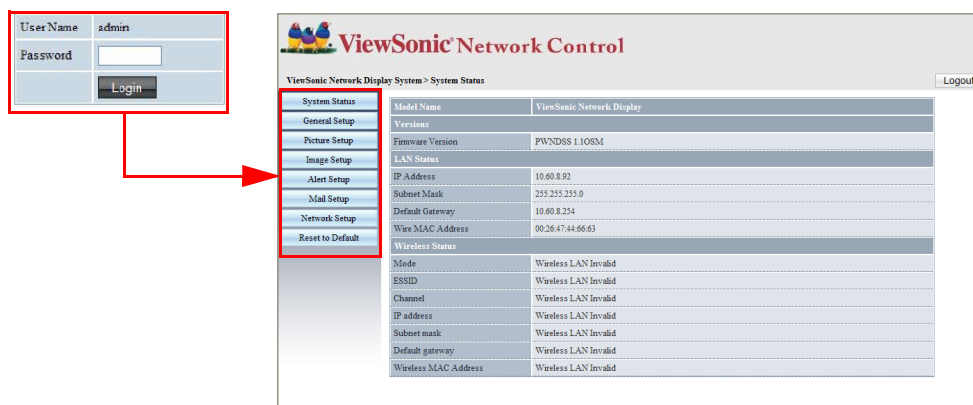 User Name admin
Password
Login
ViewSonic® Network Control
ViewSonic Network Display System > System Status
Logout
System Status
General Setup
Picture Setup
Image Setup
Alert Setup
Mail Setup
Network Setup
Reset to Default
Model Name ViewSonic Network Display
Versions
Firmware Version PWNDSS 1.1OSM
LAN Status
IP Address 10.60.8.92
Subnet Mask 255.255.255.0
Default Gateway 10.60.8.254
Wire MAC Address 00:26:47:44:66:63
Wireless Status
Mode Wireless LAN Invalid
ESSID Wireless LAN Invalid
Channel Wireless LAN Invalid
IP address Wireless LAN Invalid
Subnet mask Wireless LAN Invalid
Default gateway Wireless LAN Invalid
Wireless MAC Address Wireless LAN Invalid